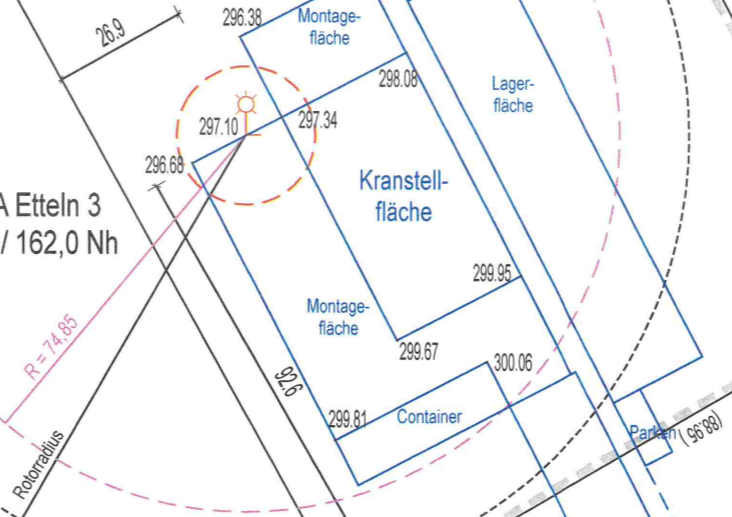 296.38
Montage-
fläche
26.9
298.08
Lager-
fläche
297.10
297.34
296.68
Kranstell-
fläche
A Etteln 3
/ 162,0 Nh
299.95
Montage-
fläche
R = 74,85
299.67
300.06
92.6
299.81
Container
Parken
(88.95)
Rotorradius